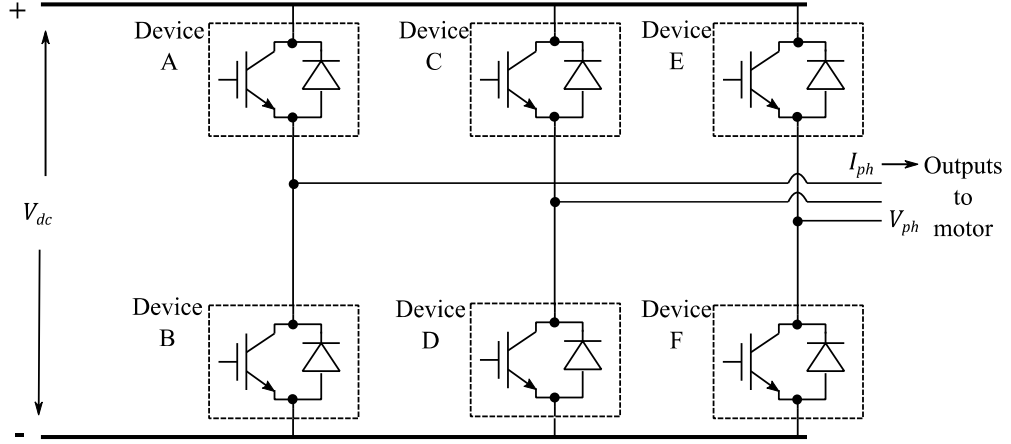 +
Device
A
Device
C
Device
E
I_ph
Outputs
to
motor
V_dc
V_ph
Device
B
Device
D
Device
F
-